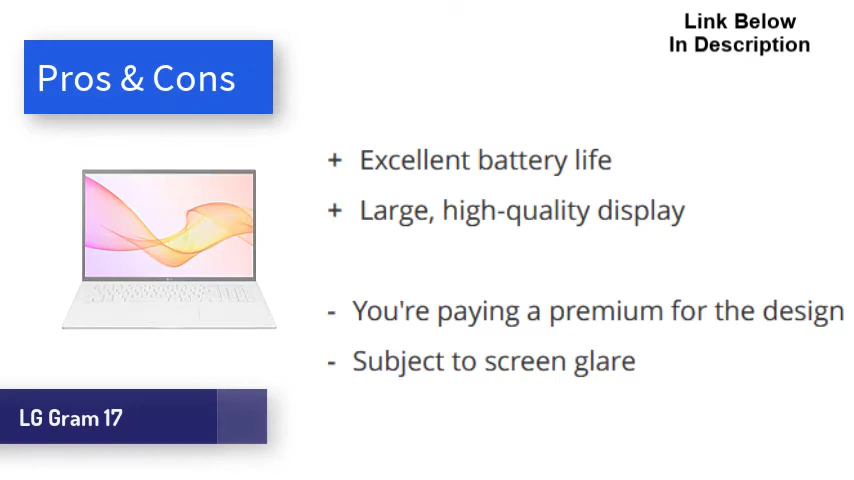 Link Below
In Description
Pros & Cons
+ Excellent battery life
+ Large, high-quality display
- You're paying a premium for the design
- Subject to screen glare
LG Gram 17